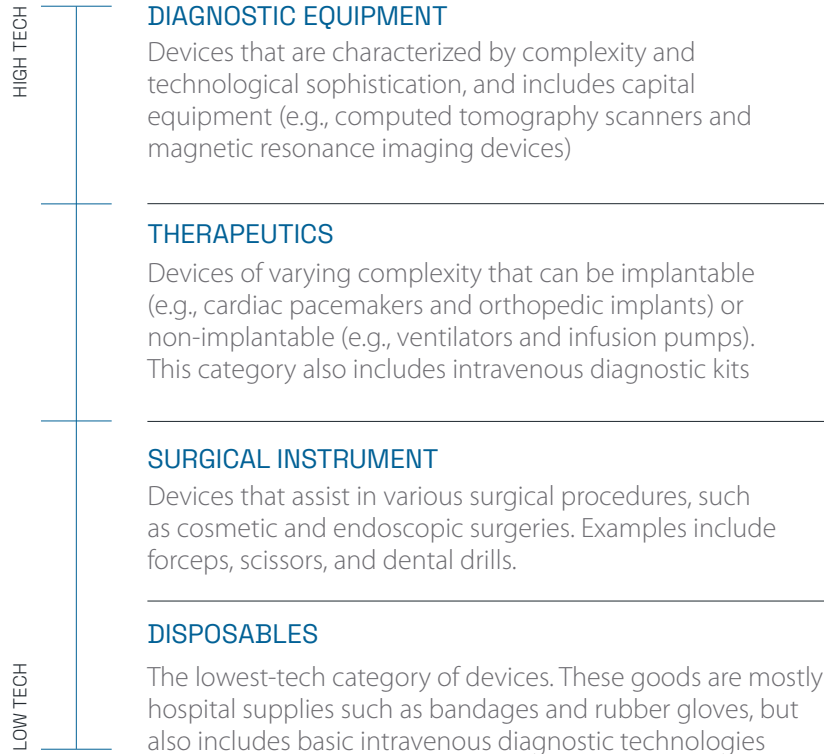 HIGH TECH
DIAGNOSTIC EQUIPMENT
Devices that are characterized by complexity and
technological sophistication, and includes capital
equipment (e.g., computed tomography scanners and
magnetic resonance imaging devices)
THERAPEUTICS
Devices of varying complexity that can be implantable
(e.g., cardiac pacemakers and orthopedic implants) or
non-implantable (e.g., ventilators and infusion pumps).
This category also includes intravenous diagnostic kits
SURGICAL INSTRUMENT
Devices that assist in various surgical procedures, such
as cosmetic and endoscopic surgeries. Examples include
forceps, scissors, and dental drills.
DISPOSABLES
The lowest-tech category of devices. These goods are mostly
hospital supplies such as bandages and rubber gloves, but
also includes basic intravenous diagnostic technologies
LOW TECH